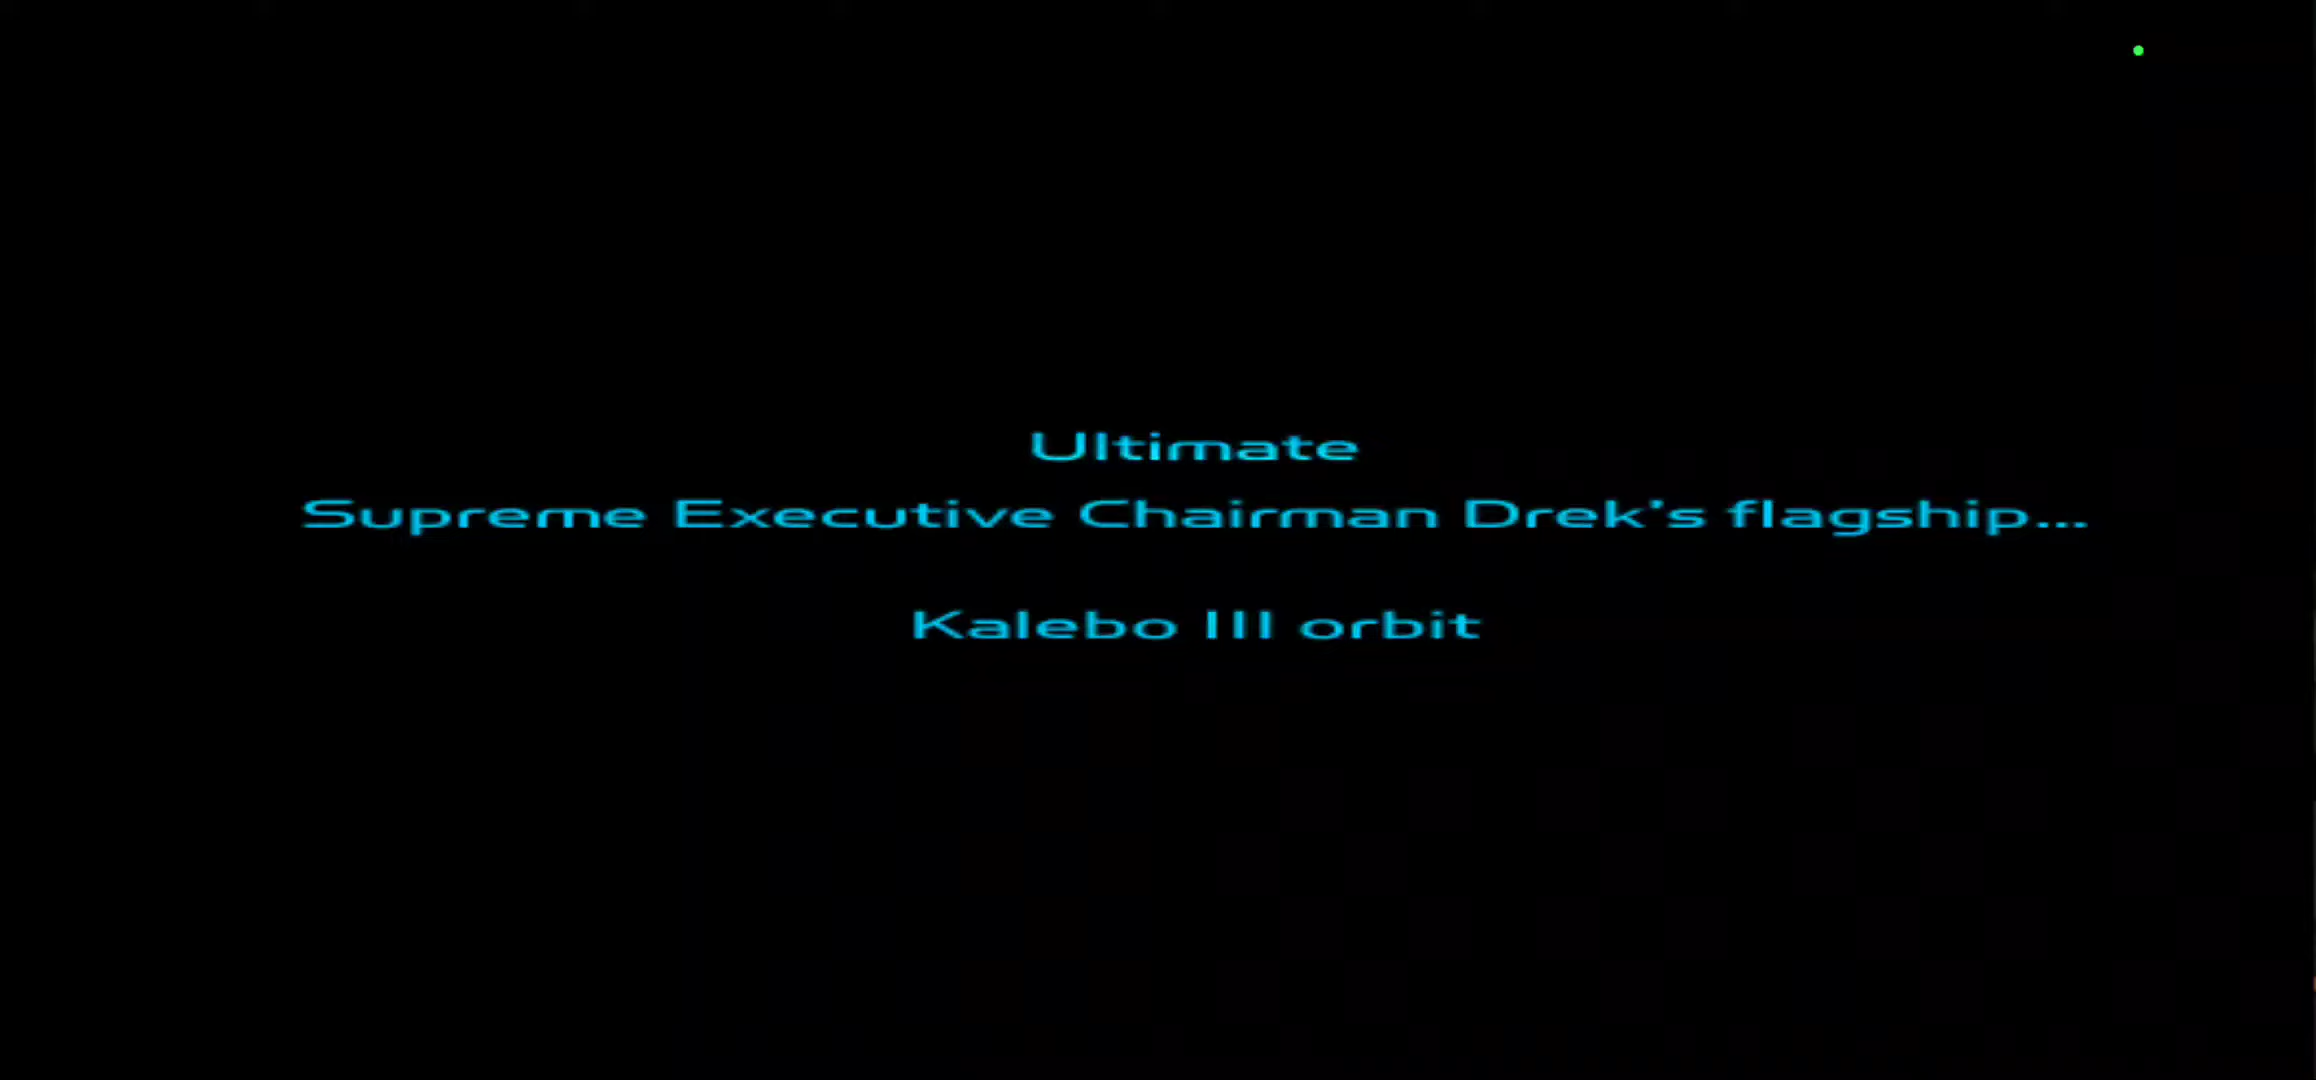 Ultimate
Supreme Executive Chairman Drek's flagship...
Kalebo III orbit